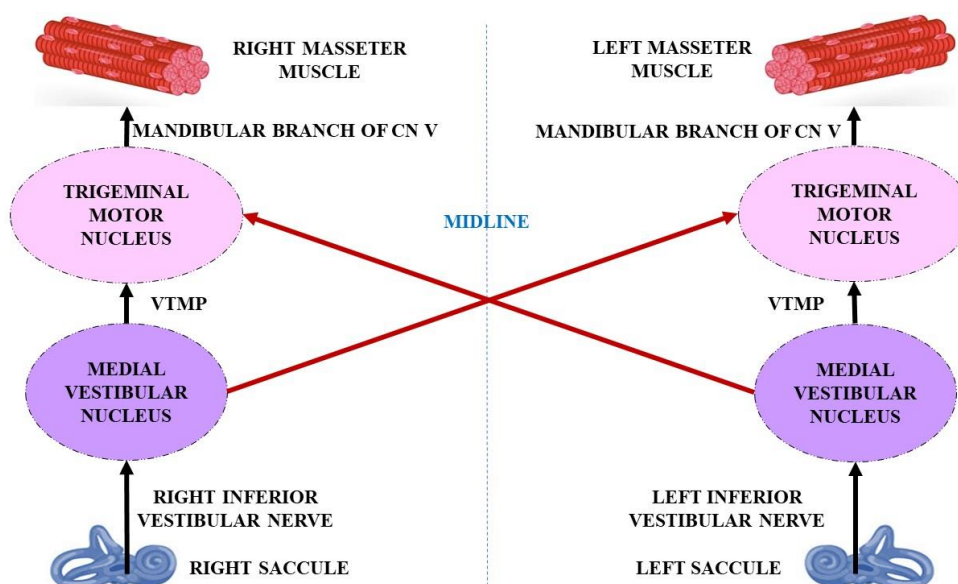 RIGHT MASSETER
MUSCLE
MANDIBULAR BRANCH OF CN V
TRIGEMINAL
MOTOR
NUCLEUS
VTMP
MEDIAL
VESTIBULAR
NUCLEUS
RIGHT INFERIOR
VESTIBULAR NERVE
RIGHT SACCULE
MIDLINE
LEFT MASSETER
MUSCLE
MANDIBULAR BRANCH OF CN V
TRIGEMINAL
MOTOR
NUCLEUS
VTMP
MEDIAL
VESTIBULAR
NUCLEUS
LEFT INFERIOR
VESTIBULAR NERVE
LEFT SACCULE